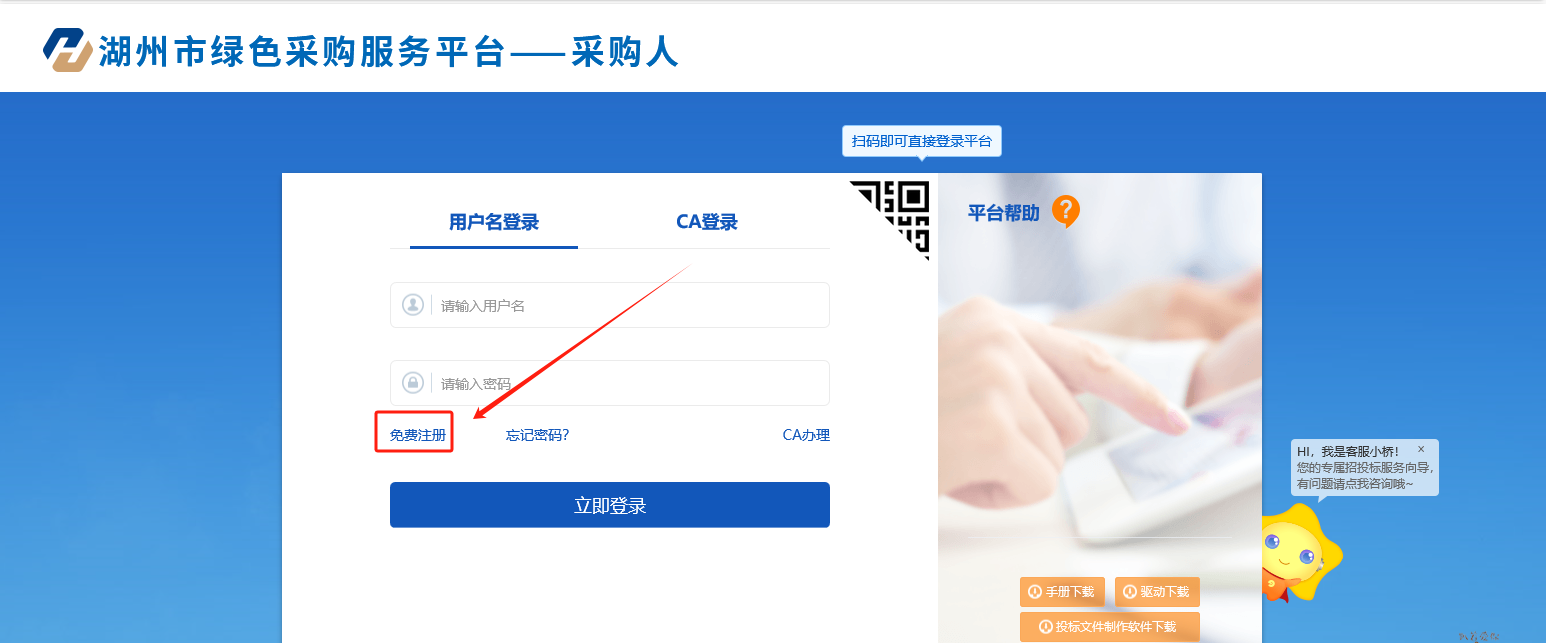 湖州市绿色采购服务平台——采购人
扫码即可直接登录平台
用户名登录
CA登录
平台帮助
请输入用户名
请输入密码
免费注册
忘记密码?
CA办理
立即登录
HI，我是客服小桥！ ×
您的专属招投标服务向导，
有问题请点我咨询哦~
手册下载
驱动下载
投标文件制作软件下载